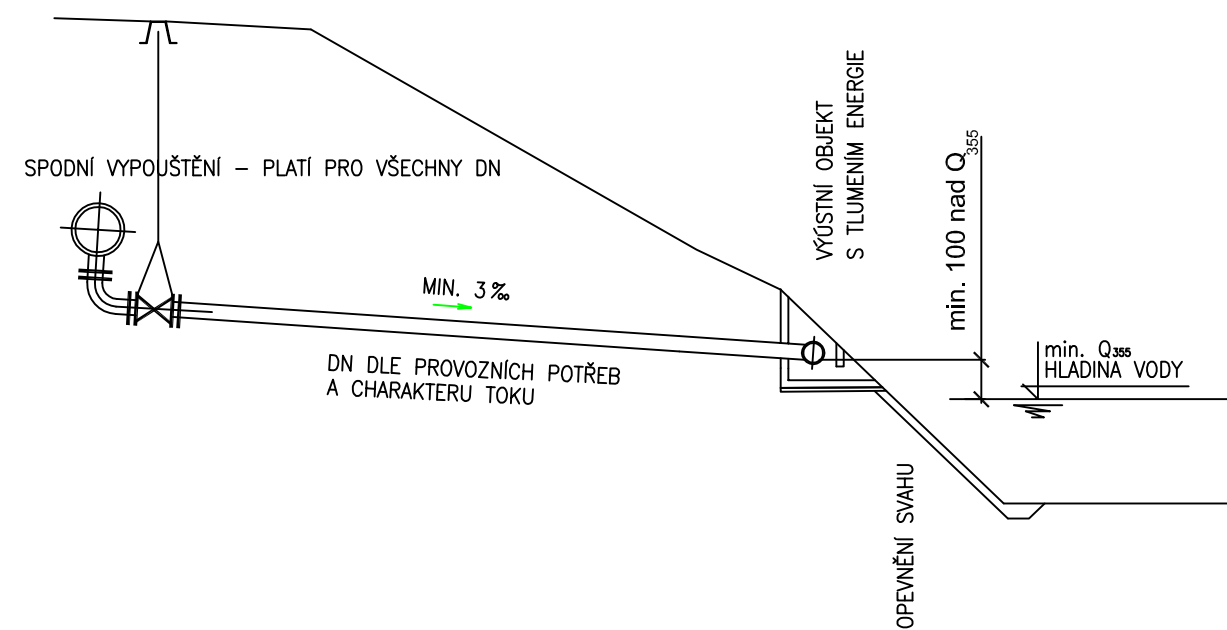 SPODNÍ VYPOUŠTĚNÍ – PLATÍ PRO VŠECHNY DN
MIN. 3‰
DN DLE PROVOZNÍCH POTŘEB
A CHARAKTERU TOKU
VÝÚSTNÍ OBJEKT
S TLUMENÍM ENERGIE
min. 100 nad Q355
min. Q355
HLADINA VODY
OPEVNĚNÍ SVAHU